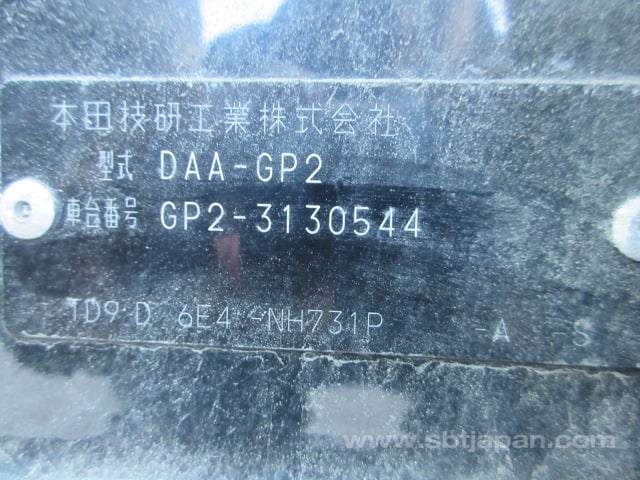 本田技研工業株式会社
型式 DAA-GP2
車台番号 GP2-3130544
TD9-D 6E4 -NH731P -A -S
www.sbtjapan.com